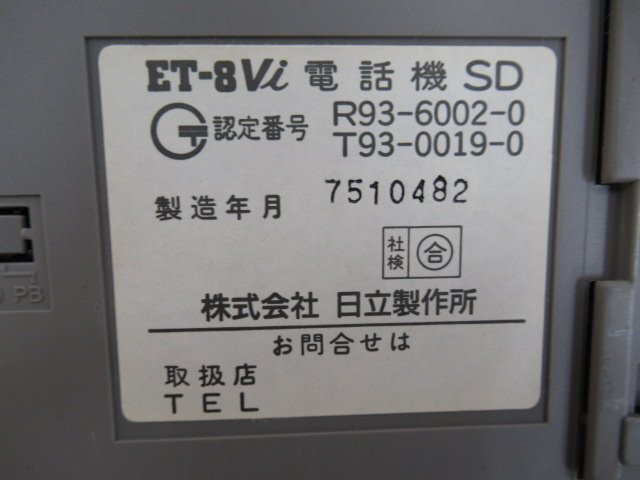 ET-8Vi 電話機 SD
認定番号 R93-6002-0
T93-0019-0
製造年月 7510482
社検 合
株式会社 日立製作所
お問合せは
取扱店
TEL
PB